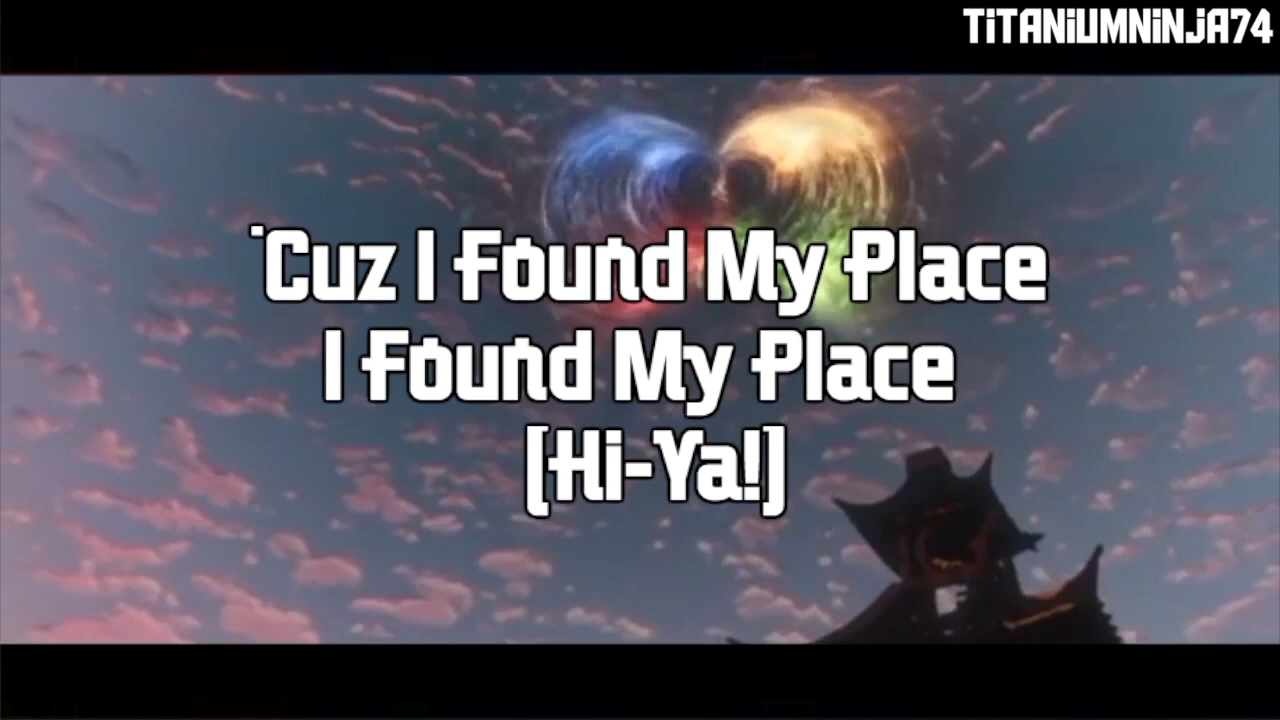 TiTANiUMNiNJA74
'Cuz I Found My Place
I Found My Place
[Hi-Ya!]